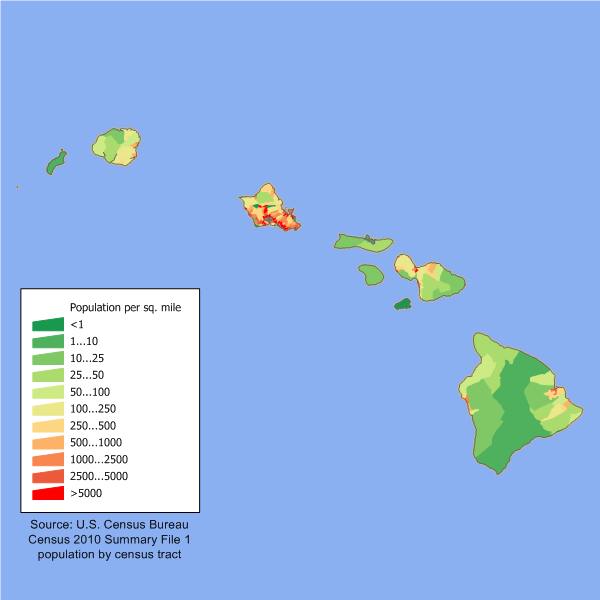 Population per sq. mile
<1
1...10
10...25
25...50
50...100
100...250
250...500
500...1000
1000...2500
2500...5000
>5000
Source: U.S. Census Bureau
Census 2010 Summary File 1
population by census tract